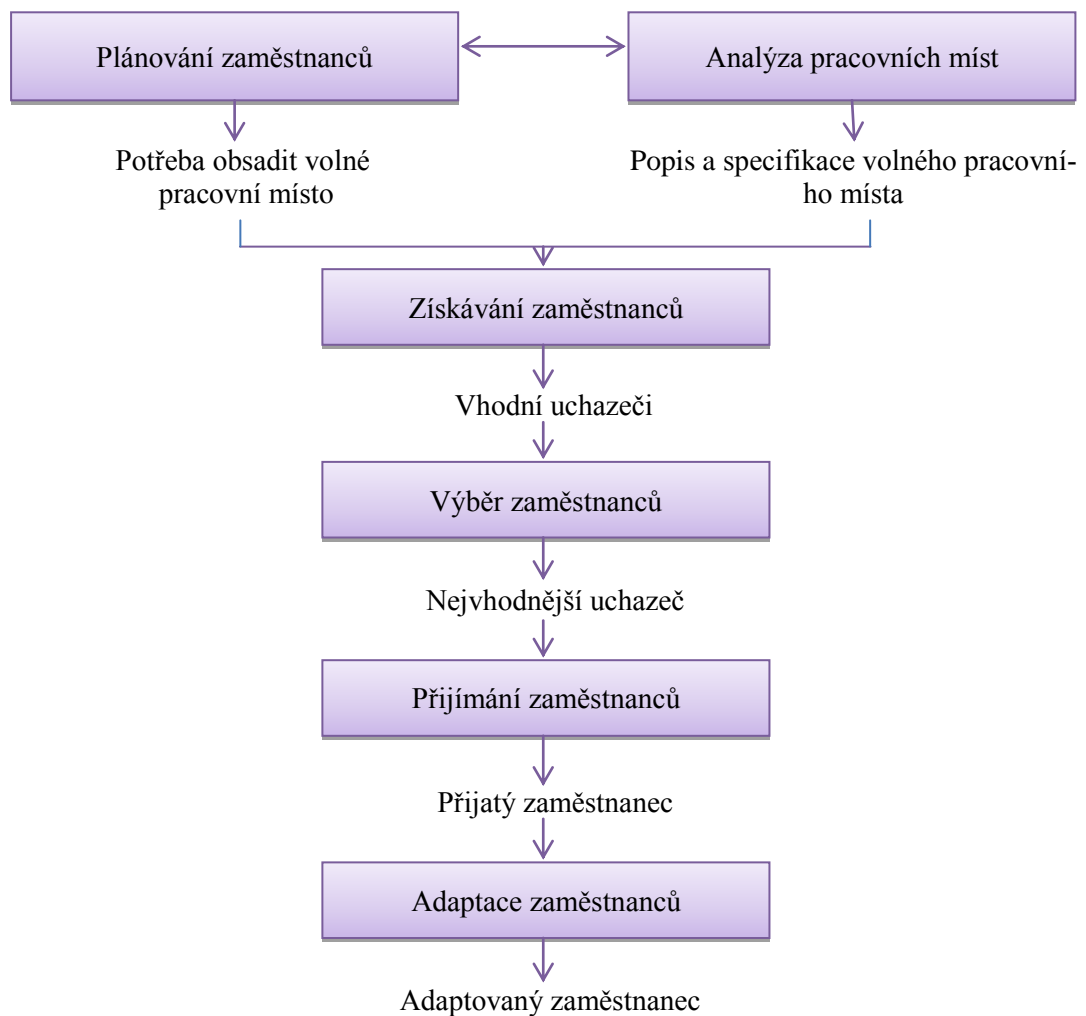 Plánování zaměstnanců
Analýza pracovních míst
Potřeba obsadit volné
pracovní místo
Popis a specifikace volného pracovní-
ho místa
Získávání zaměstnanců
Vhodní uchazeči
Výběr zaměstnanců
Nejvhodnější uchazeč
Přijímání zaměstnanců
Přijatý zaměstnanec
Adaptace zaměstnanců
Adaptovaný zaměstnanec